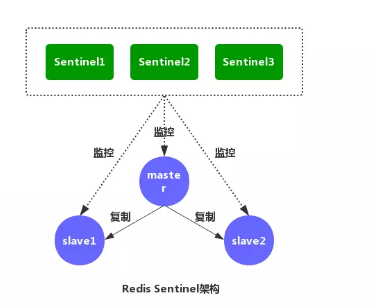 Sentinel1 Sentinel2 Sentinel3
监控
监控 监控
maste
r
复制 复制
slave1 slave2
Redis Sentinel架构